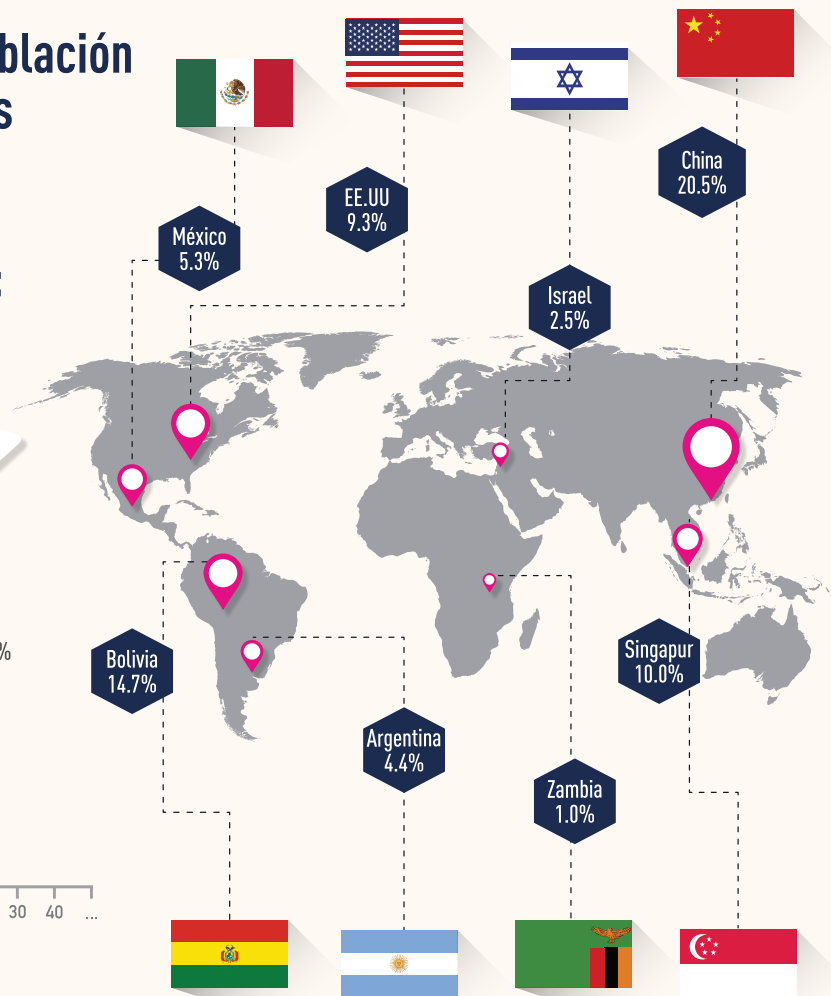 blación
s
:
México
5.3%
EE.UU
9.3%
Israel
2.5%
China
20.5%
%
Bolivia
14.7%
Argentina
4.4%
Zambia
1.0%
Singapur
10.0%
30 40 ...